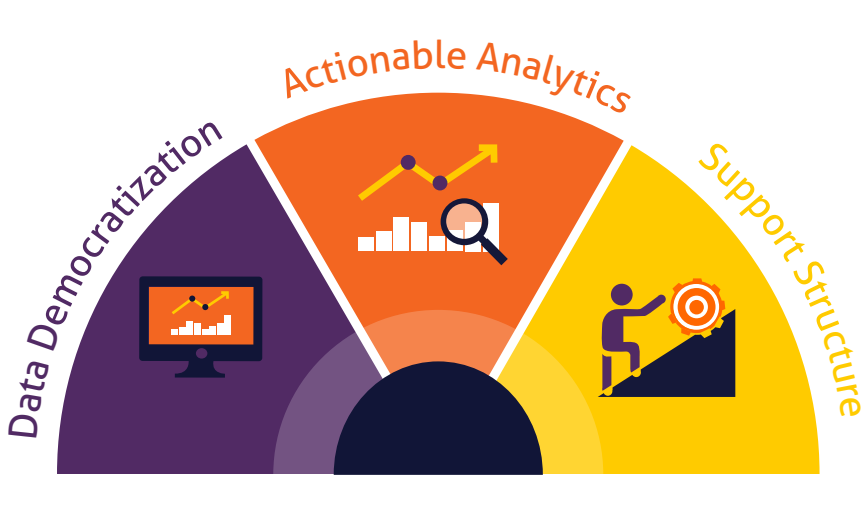 Data Democratization
Actionable Analytics
Support Structure